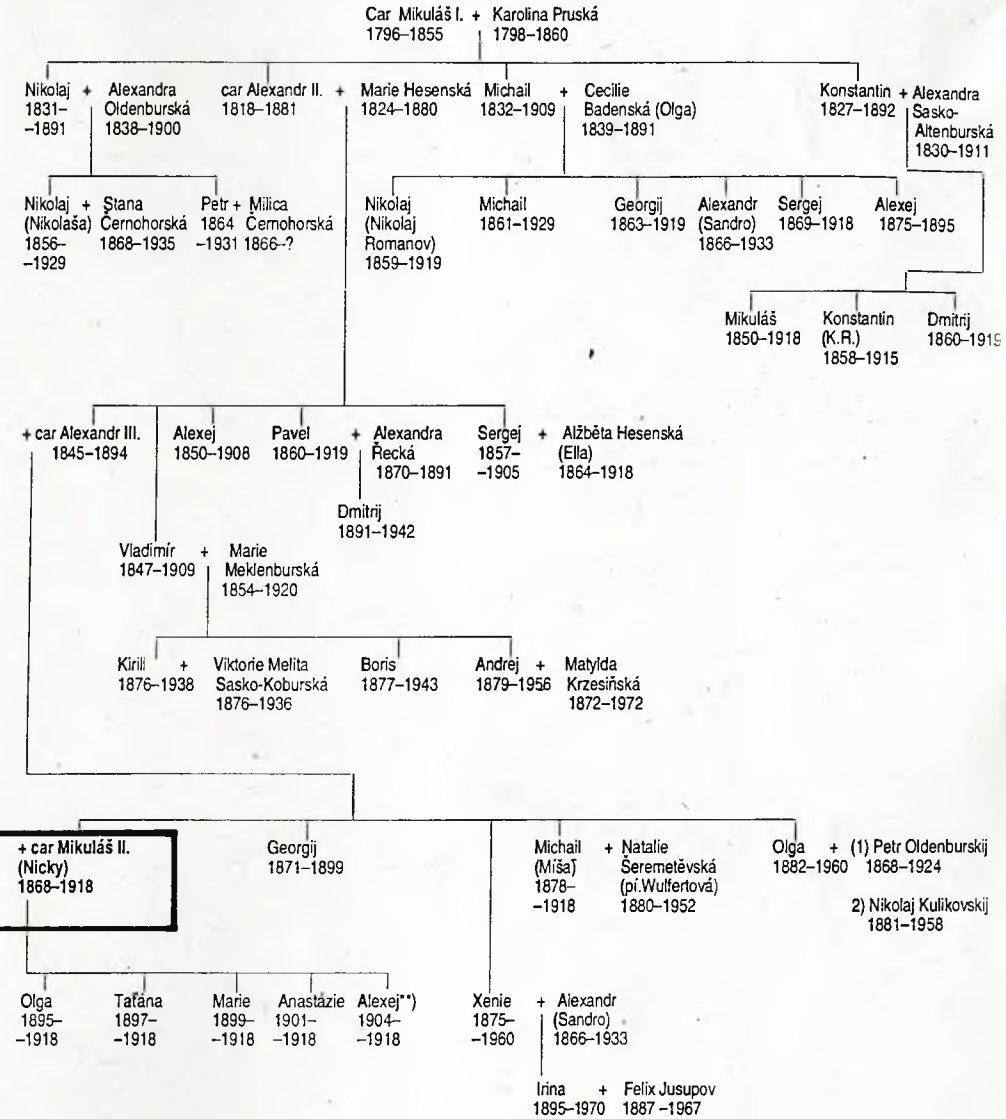 Car Mikuláš I. + Karolina Pruská
1796–1855 1798–1860
Nikolaj + Alexandra car Alexandr II. + Marie Hesenská Michail + Cecilie Konstantin + Alexandra
1831– Oldenburská 1818–1881 1824–1880 1832–1909 Badenská (Olga) 1827–1892 Sasko-
–1891 1838–1900 1839–1891 Altenburská
1830–1911
Nikolaj + Stana Petr + Milica Nikolaj Michail Georgij Alexandr Sergej Alexej
(Nikolaša) Černohorská 1864 Černohorská (Nikolaj 1861–1929 1863–1919 (Sandro) 1869–1918 1875–1895
1856– 1868–1935 –1931 1866–? Romanov) 1866–1933
–1929 1859–1919
Mikuláš Konstantin Dmitrij
1850–1918 (K.R.) 1860–1919
1858–1915
+ car Alexandr III. Alexej Pavel + Alexandra Sergej + Alžběta Hesenská
1845–1894 1850–1908 1860–1919 Řecká 1857– (Ella)
1870–1891 –1905 1864–1918
Dmitrij
1891–1942
Vladimír + Marie
1847–1909 Meklenburská
1854–1920
Kirill + Viktorie Melita Boris Andrej + Matylda
1876–1938 Sasko-Koburská 1877–1943 1879–1956 Krzesińská
1876–1936 1872–1972
+ car Mikuláš II. Georgij Michail + Natalie Olga + (1) Petr Oldenburskij
(Nicky) 1871–1899 (Míša) Šeremetěvská 1882–1960 1868–1924
1868–1918 1878– (pí.Wulfertová)
–1918 1880–1952 2) Nikolaj Kulikovskij
1881–1958
Olga Taťána Marie Anastázie Alexej**) Xenie + Alexandr
1895– 1897– 1899– 1901– 1904– 1875– (Sandro)
–1918 –1918 –1918 –1918 –1918 –1960 1866–1933
Irina + Felix Jusupov
1895–1970 1887–1967